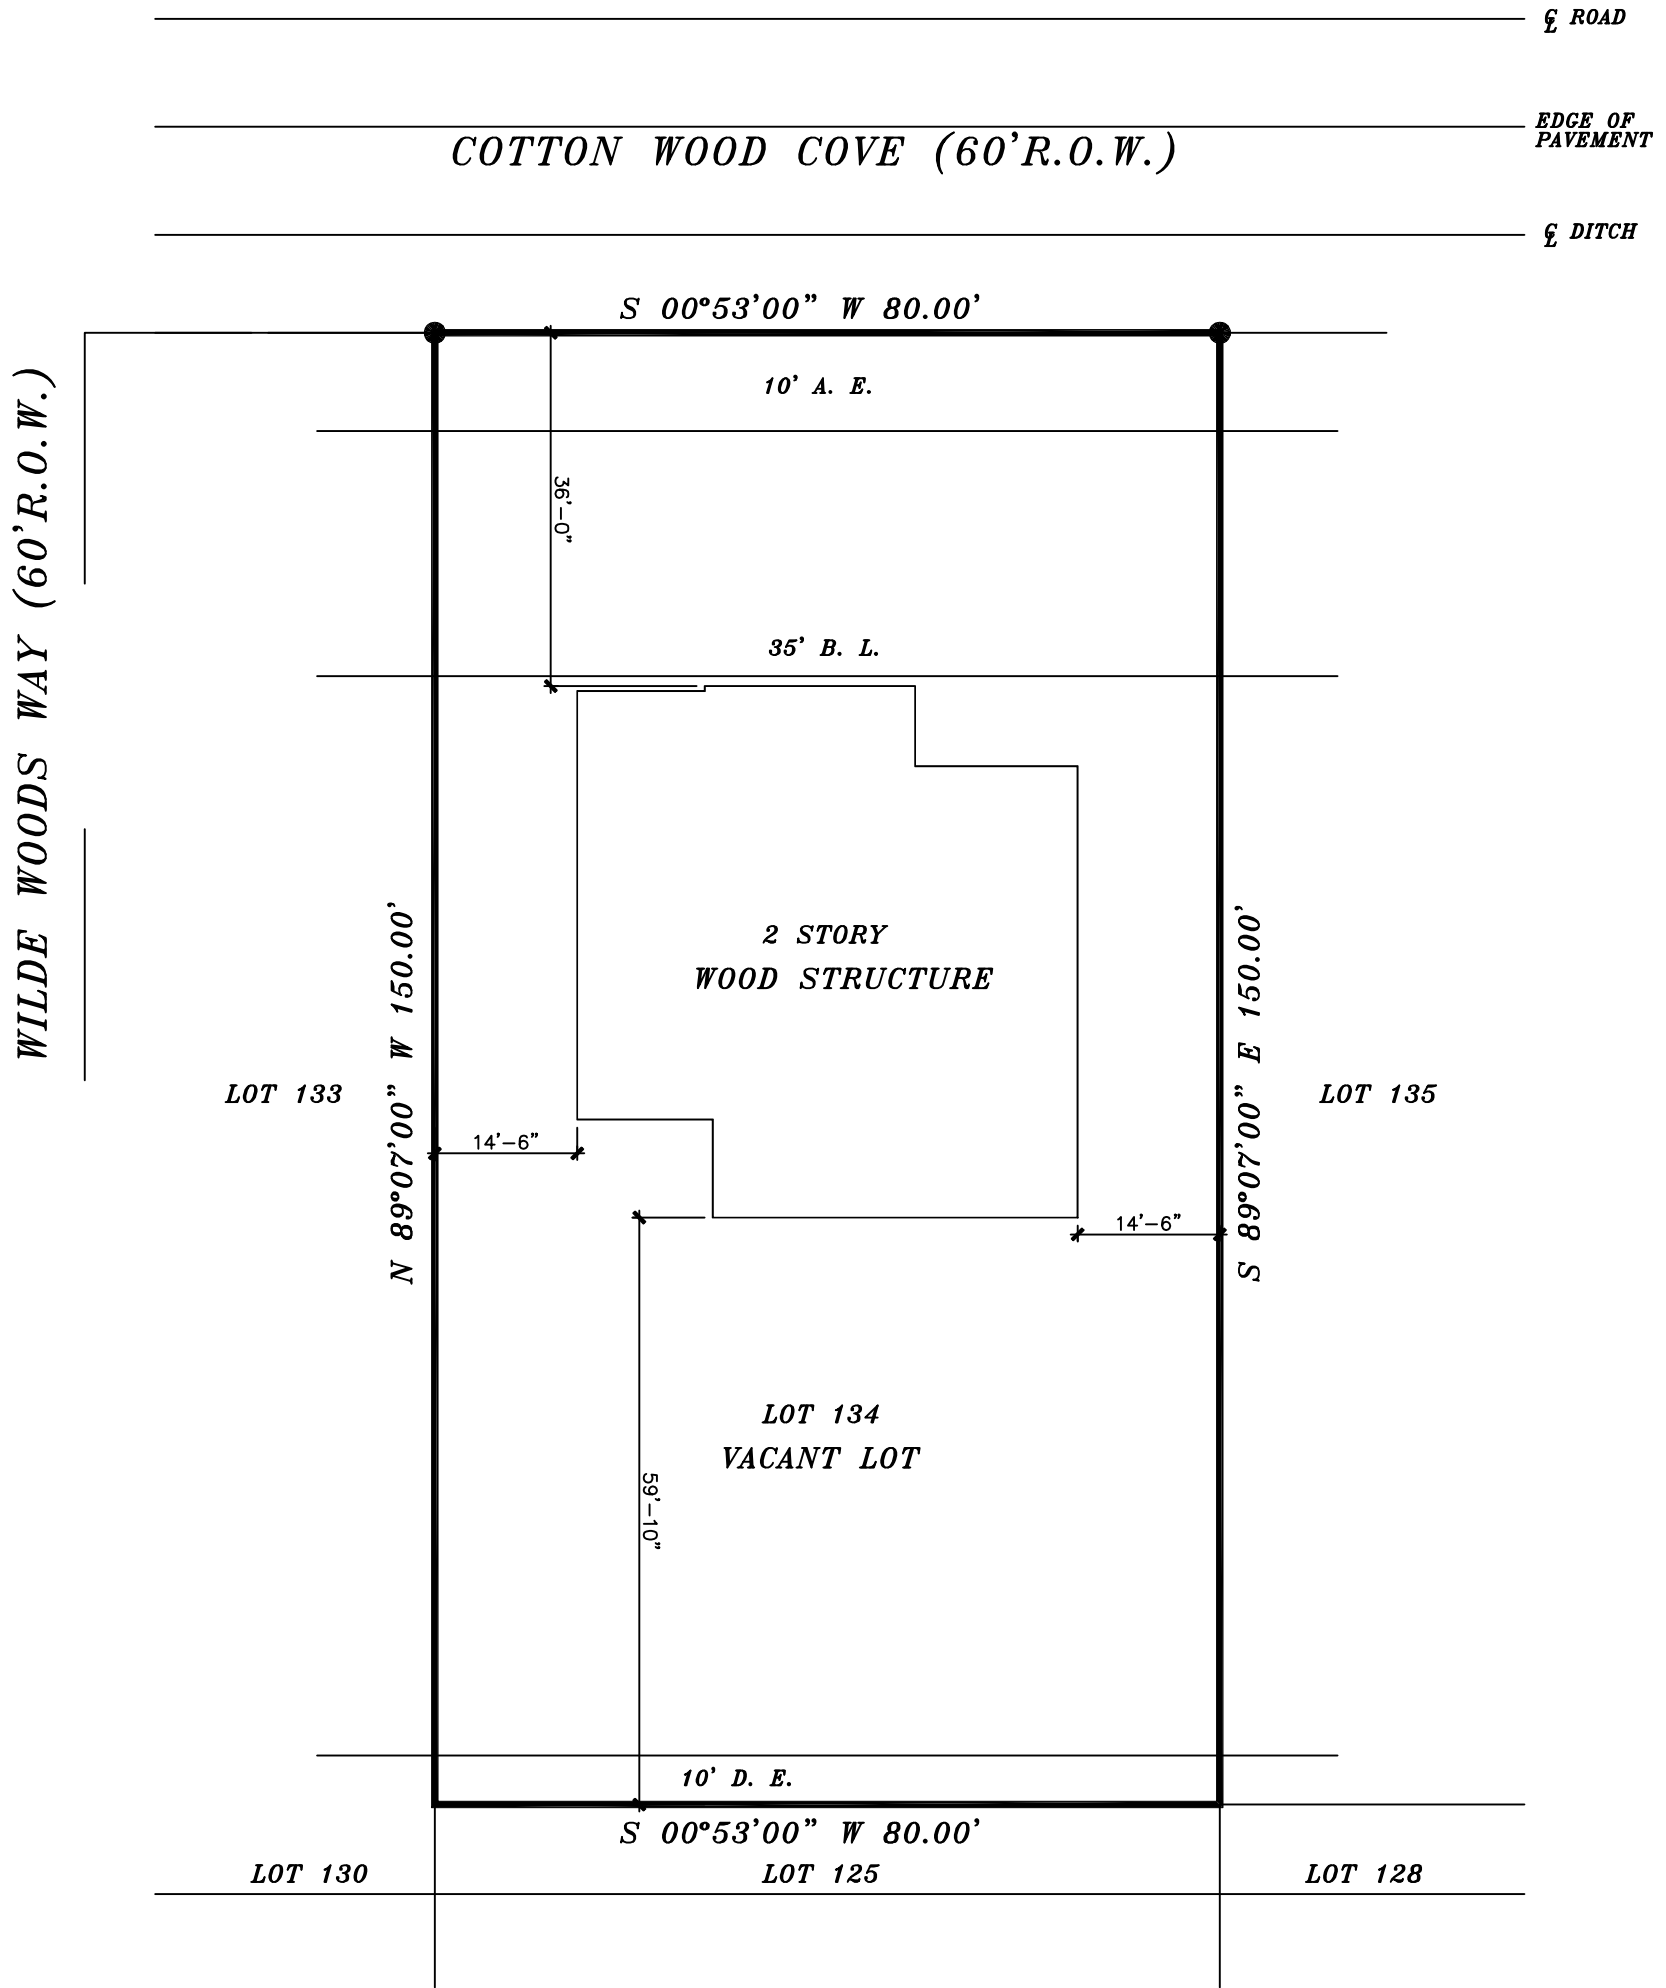 ℄ ROAD
EDGE OF
PAVEMENT
COTTON WOOD COVE (60'R.O.W.)
℄ DITCH
S 00°53'00" W 80.00'
10' A. E.
WILDE WOODS WAY (60'R.O.W.)
36'-0"
35' B. L.
2 STORY
WOOD STRUCTURE
N 89°07'00" W 150.00'
S 89°07'00" E 150.00'
LOT 133
LOT 135
14'-6"
14'-6"
LOT 134
VACANT LOT
59'-10"
10' D. E.
S 00°53'00" W 80.00'
LOT 130
LOT 125
LOT 128